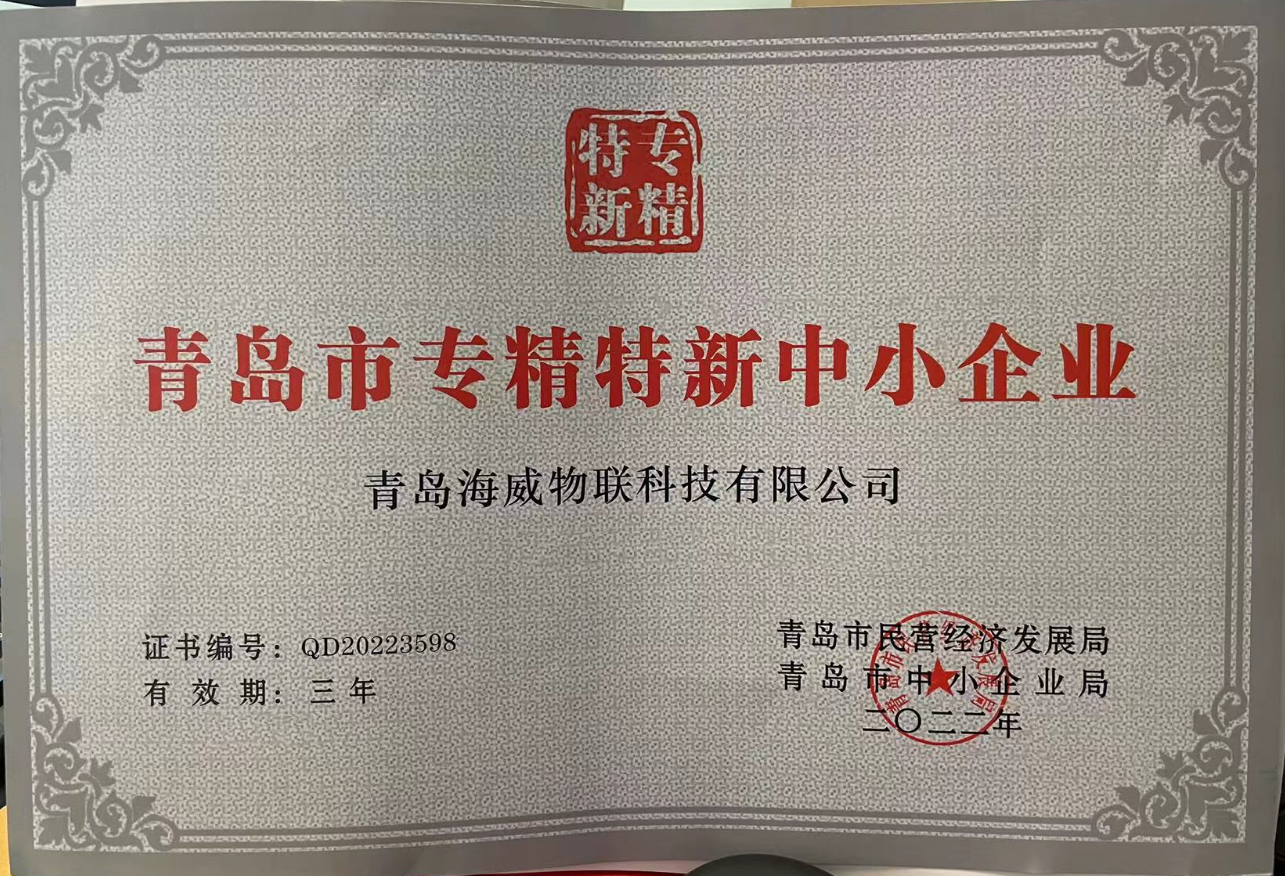 专精
特新
青岛市专精特新中小企业
青岛海威物联科技有限公司
证书编号：QD20223598
有效期：三年
青岛市民营经济发展局
青岛市中小企业局
二〇二二年